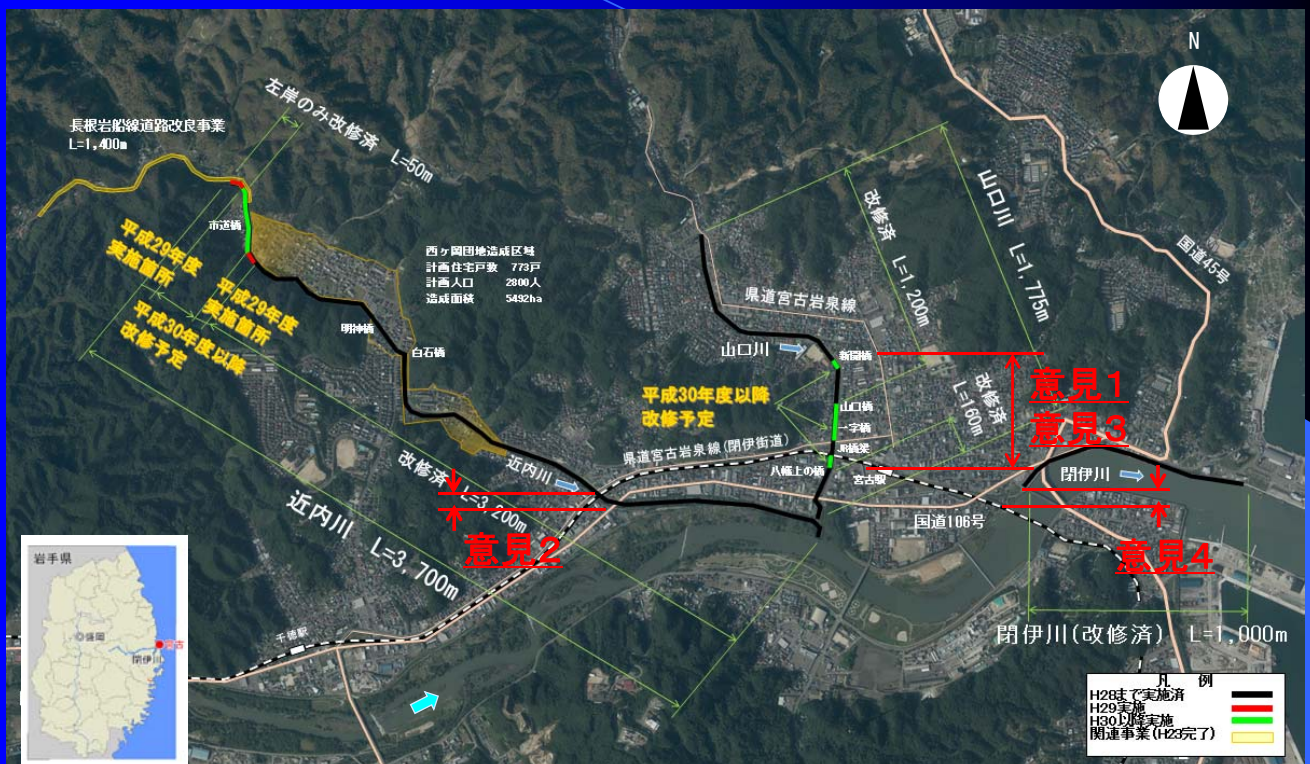 N
左岸のみ改修済 L=50m
長根岩船線道路改良事業
L=1,400m
市道橋
平成29年度
実施箇所
平成29年度
実施箇所
平成30年度以降
改修予定
西ヶ岡団地造成区域
計画住宅戸数 773戸
計画人口 2800人
造成面積 5492ha
明神橋
白石橋
改修済 L=3,200m
近内川
近内川 L=3,700m
意見2
千徳駅
県道宮古岩泉線
山口川
新開橋
平成30年度以降
改修予定
山口橋
一字橋
JR橋梁
八幡土の橋
県道宮古岩泉線(閉伊街道)
宮古駅
改修済 L=1,200m
山口川 L=1,775m
改修済
L=160m
国道45号
意見1
意見3
閉伊川
国道106号
意見4
閉伊川(改修済) L=1,000m
岩手県
盛岡
宮古
閉伊川
凡 例
H28まで実施済
H29実施
H30以降実施
関連事業(H23完了)